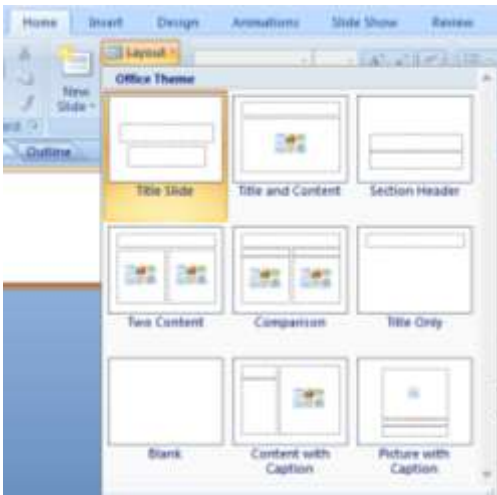 Home Insert Design Animations Slide Show Review
Layout
New
Slide
Office Theme
Outline
Title Slide
Title and Content
Section Header
Two Content
Comparison
Title Only
Blank
Content with
Caption
Picture with
Caption